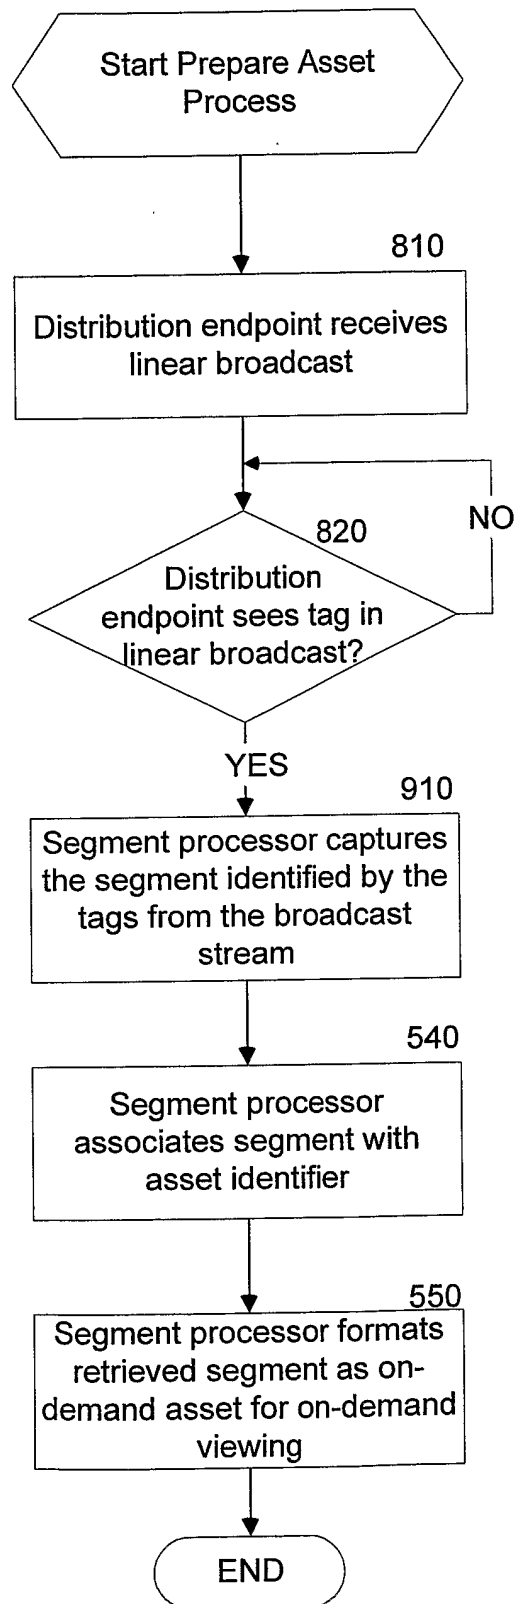 Start Prepare Asset
Process
810
Distribution endpoint receives
linear broadcast
NO
820
Distribution
endpoint sees tag in
linear broadcast?
YES
910
Segment processor captures
the segment identified by the
tags from the broadcast
stream
540
Segment processor
associates segment with
asset identifier
550
Segment processor formats
retrieved segment as on-
demand asset for on-demand
viewing
END